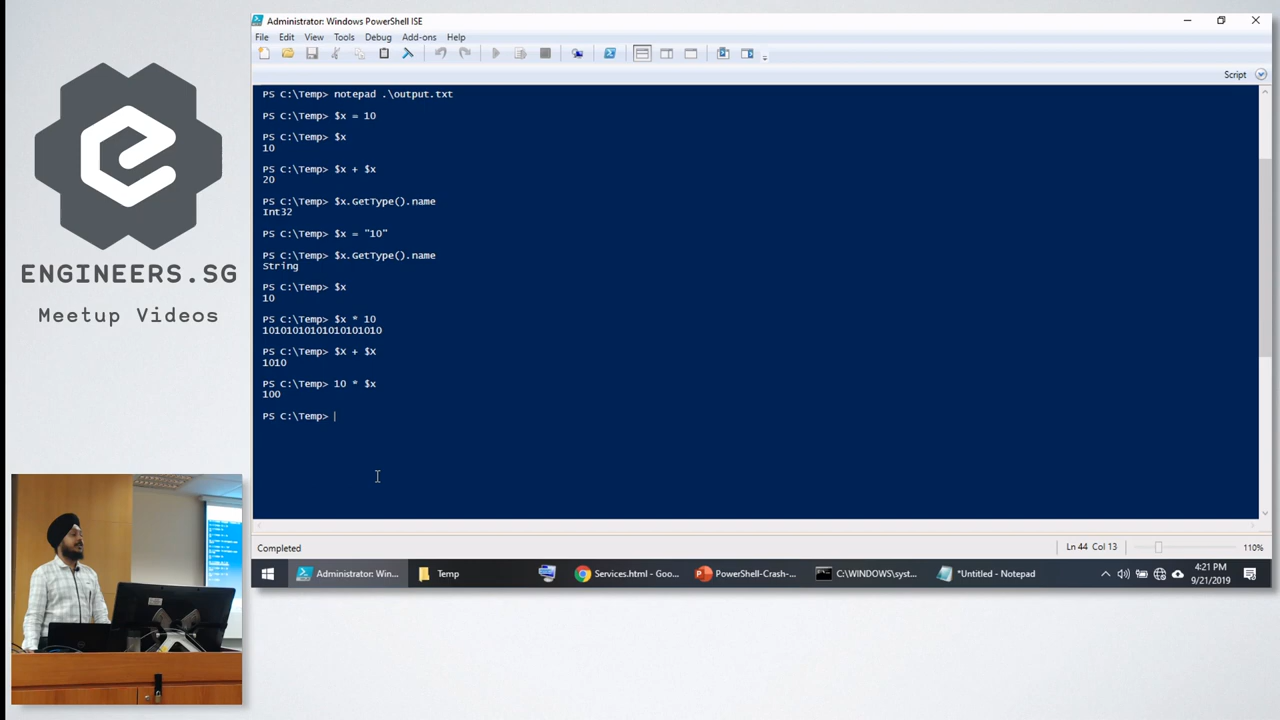 Administrator: Windows PowerShell ISE
File Edit View Tools Debug Add-ons Help
Script
PS C:\Temp> notepad .\output.txt
PS C:\Temp> $x = 10
PS C:\Temp> $x
10
PS C:\Temp> $x + $x
20
PS C:\Temp> $x.GetType().name
Int32
PS C:\Temp> $x = "10"
PS C:\Temp> $x.GetType().name
String
PS C:\Temp> $x
10
PS C:\Temp> $x * 10
10101010101010101010
PS C:\Temp> $x + $x
1010
PS C:\Temp> 10 * $x
100
PS C:\Temp>
Completed
Ln 44 Col 13
110%
Administrator: Win...
Temp
Services.html - Goo...
PowerShell-Crash-...
C:\WINDOWS\syst...
*Untitled - Notepad
4:21 PM
9/21/2019
ENGINEERS.SG
Meetup Videos